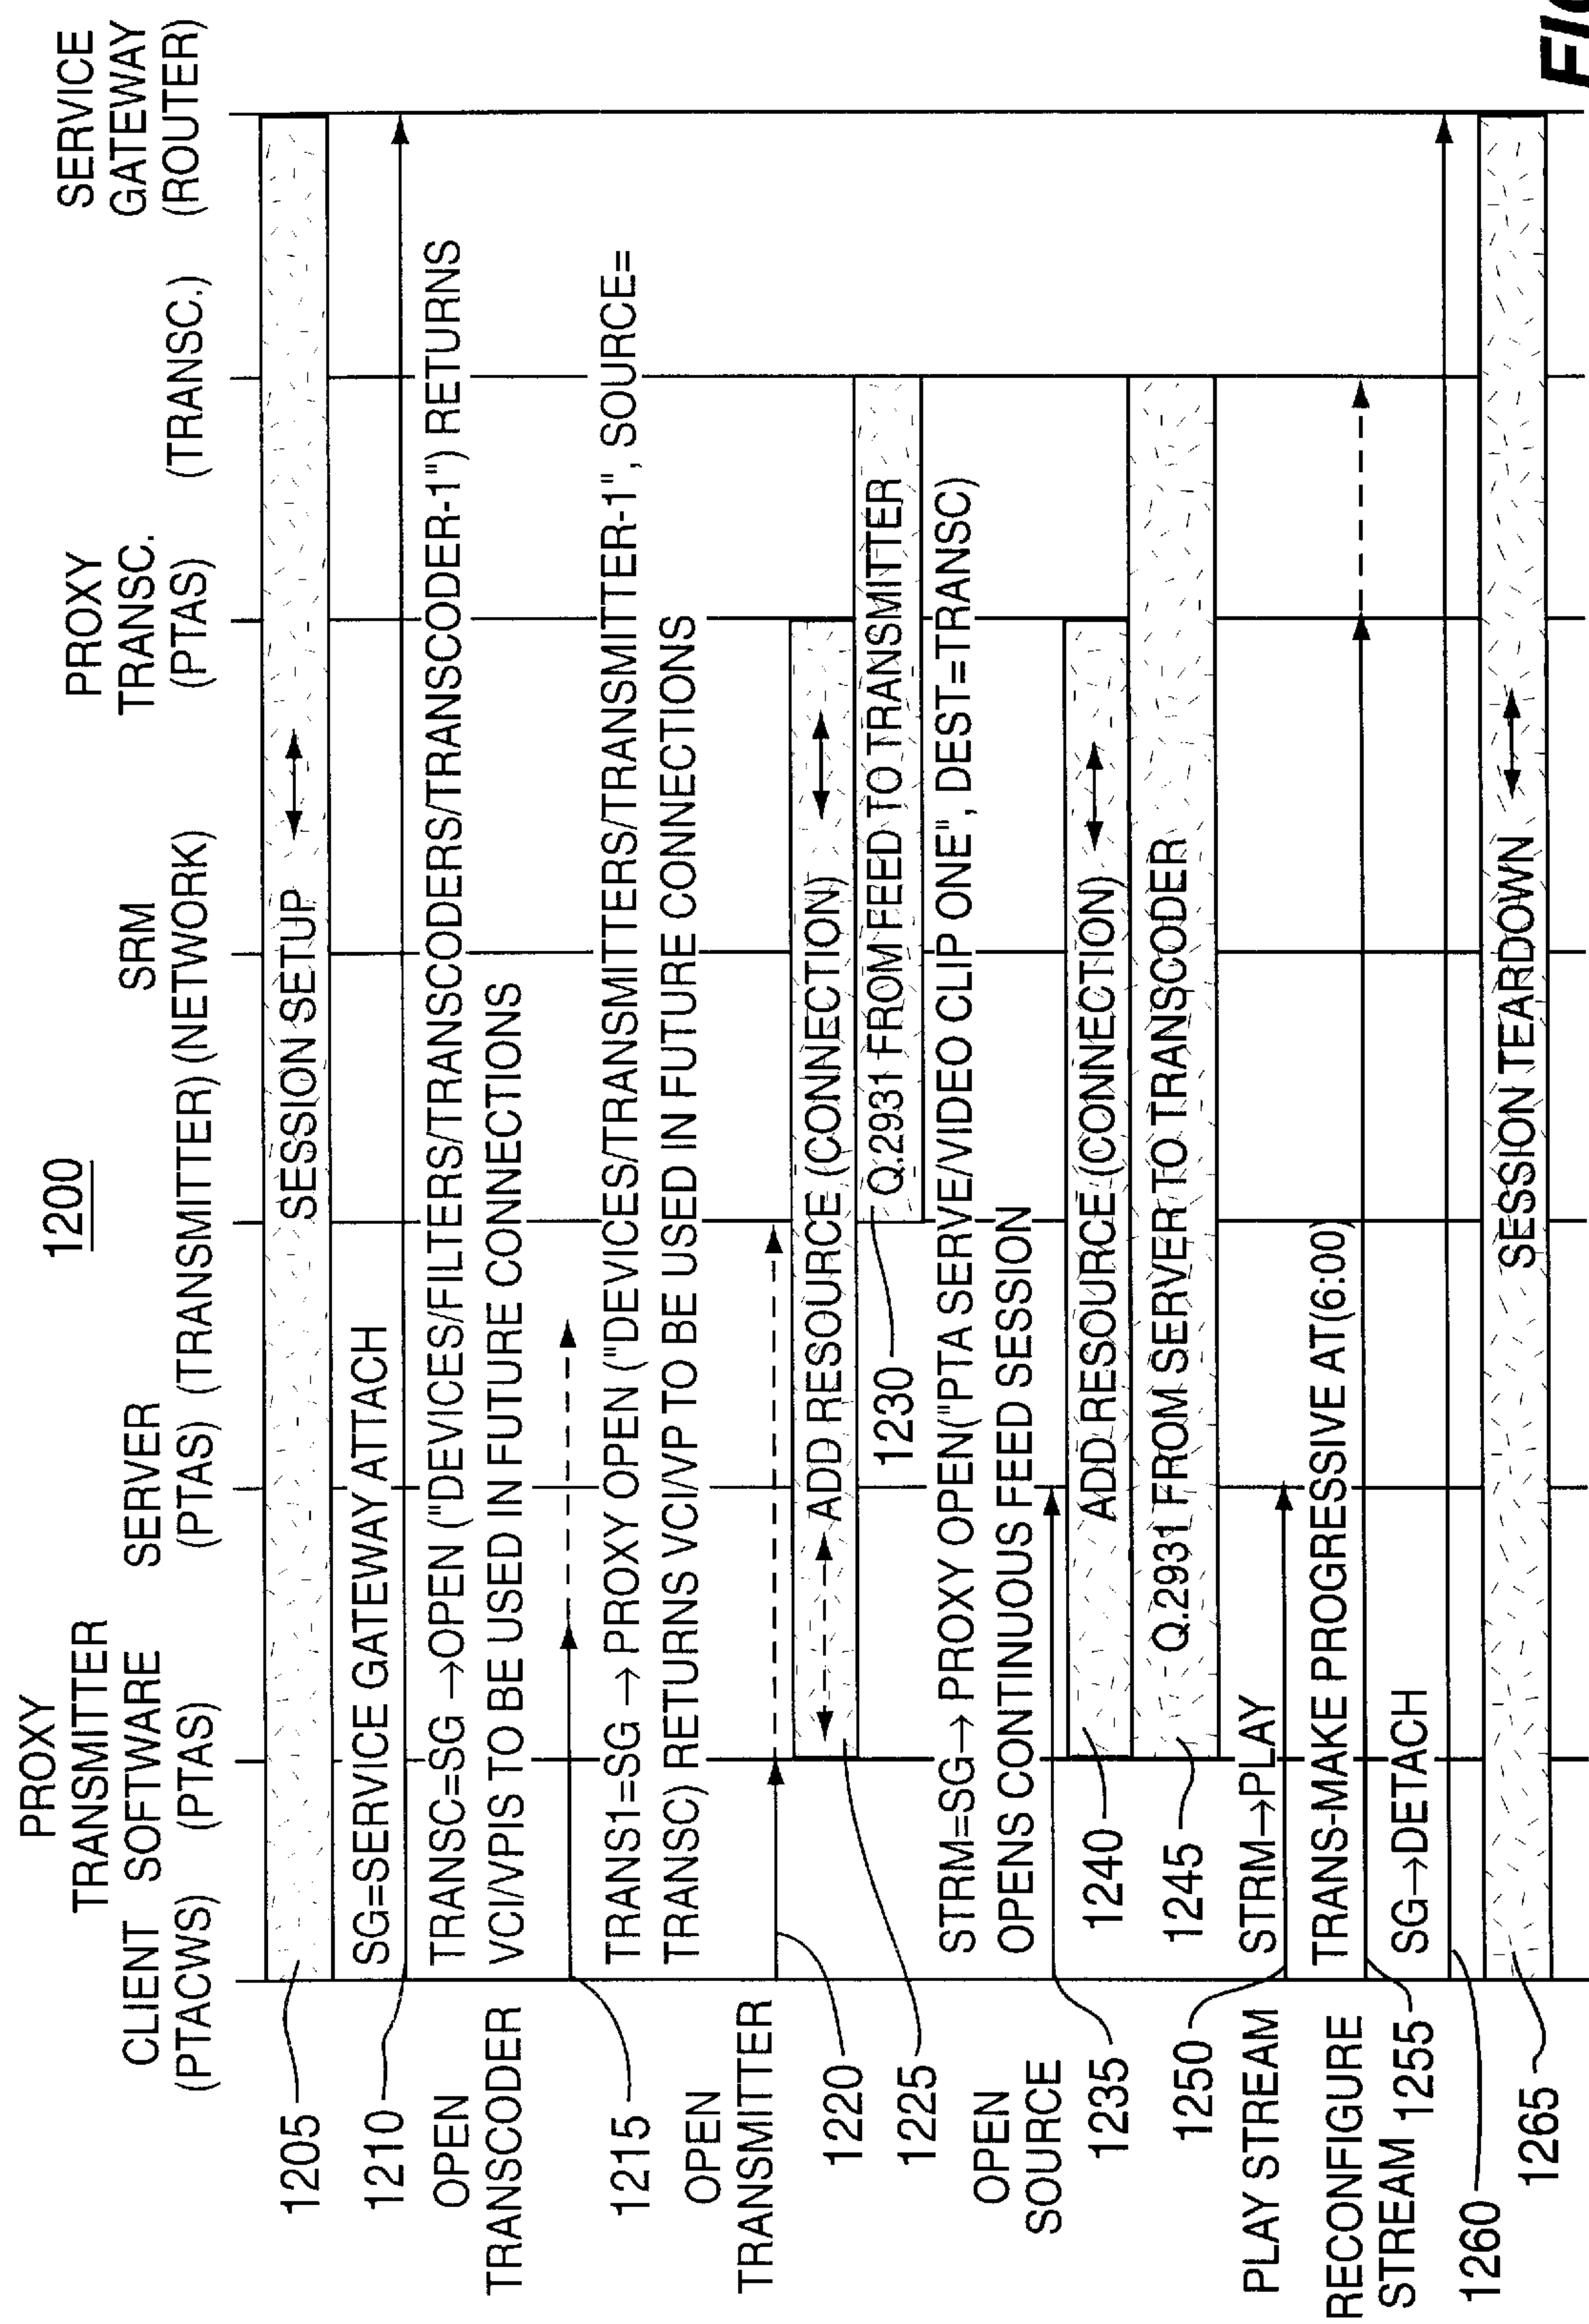 1200
PROXY
TRANSMITTER
CLIENT SOFTWARE SERVER SRM
(PTACWS) (PTAS) (PTAS) (TRANSMITTER) (NETWORK)
PROXY
TRANSC.
(PTAS)
(TRANSC.)
SERVICE
GATEWAY
(ROUTER)
1205
SESSION SETUP
SG=SERVICE GATEWAY ATTACH
1210
OPEN
TRANSCODER
TRANSC=SG →OPEN ("DEVICES/FILTERS/TRANSCODERS/TRANSCODER-1") RETURNS
VCI/VPIS TO BE USED IN FUTURE CONNECTIONS
1215
OPEN
TRANSMITTER
TRANS1=SG → PROXY OPEN ("DEVICES/TRANSMITTERS/TRANSMITTER-1", SOURCE=
TRANSC) RETURNS VCI/VP TO BE USED IN FUTURE CONNECTIONS
1220
ADD RESOURCE (CONNECTION)
1225
Q.2931 FROM FEED TO TRANSMITTER
1230
OPEN
SOURCE
STRM=SG→ PROXY OPEN("PTA SERVE/VIDEO CLIP ONE", DEST=TRANSC)
OPENS CONTINUOUS FEED SESSION
1235
ADD RESOURCE (CONNECTION)
1240
Q.2931 FROM SERVER TO TRANSCODER
1245
1250
PLAY STREAM
STRM→PLAY
RECONFIGURE
STREAM 1255
TRANS-MAKE PROGRESSIVE AT(6:00)
SG→DETACH
1260
SESSION TEARDOWN
1265